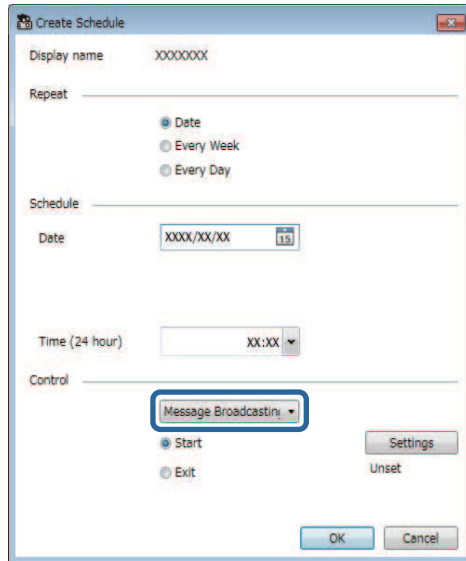 Create Schedule
Display name XXXXXXX
Repeat
Date
Every Week
Every Day
Schedule
Date XXXX/XX/XX 15
Time (24 hour) XX:XX
Control
Message Broadcasting
Start Settings
Exit Unset
OK Cancel